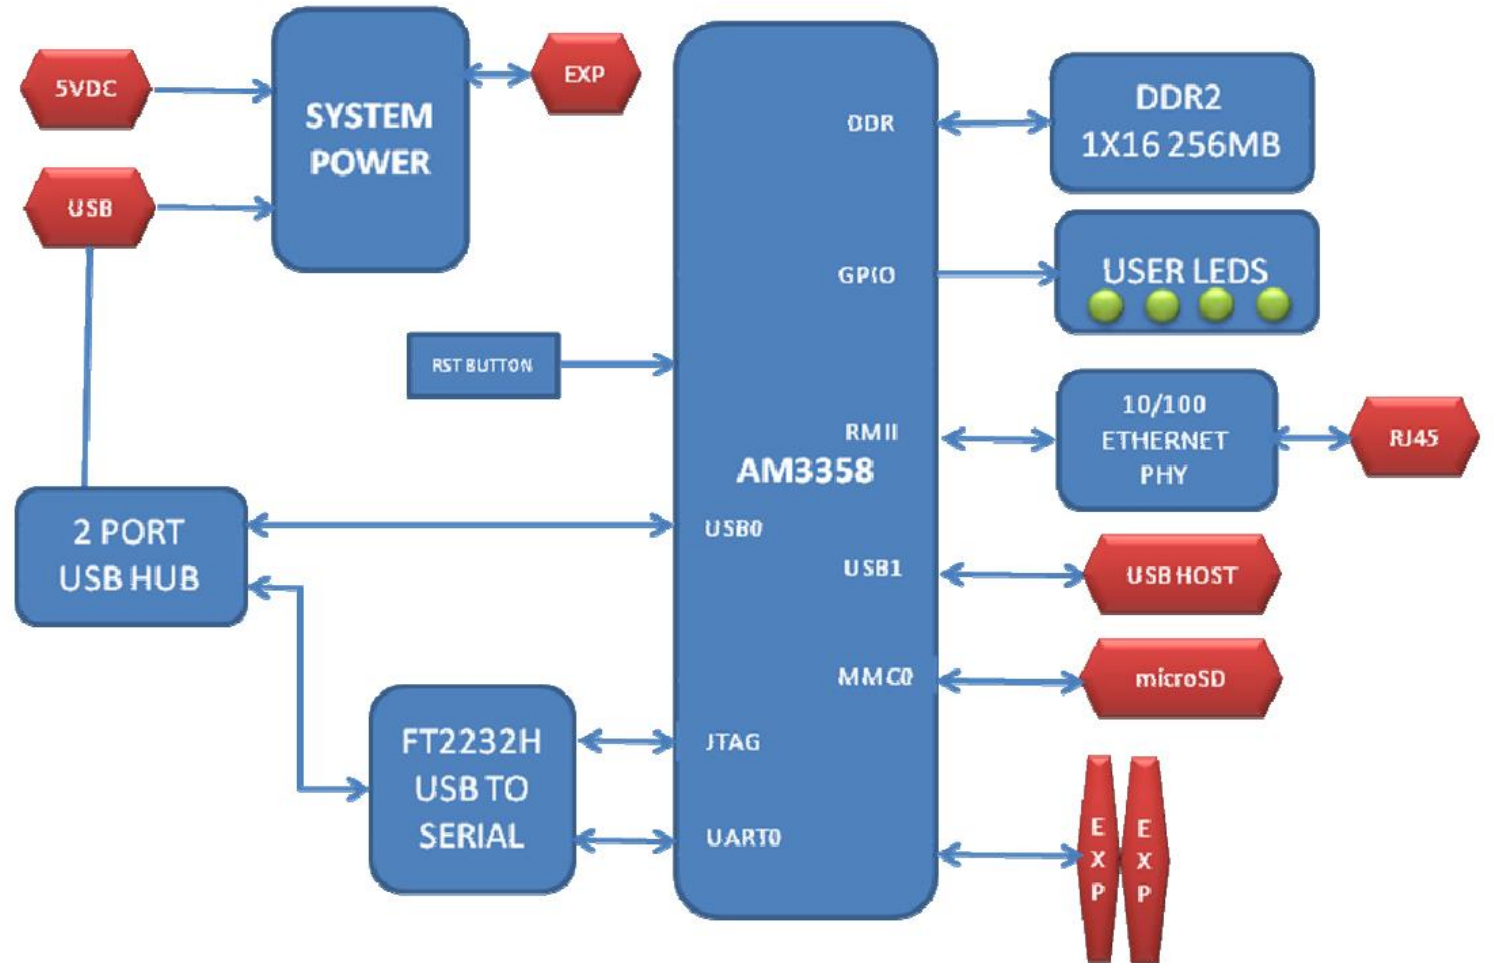 5VDC
SYSTEM
POWER
EXP
USB
RST BUTTON
2 PORT
USB HUB
FT2232H
USB TO
SERIAL
DDR
GPIO
RMII
AM3358
USB0
USB1
MMC0
JTAG
UART0
DDR2
1X16 256MB
USER LEDS
10/100
ETHERNET
PHY
RJ45
USB HOST
microSD
EXP
EXP